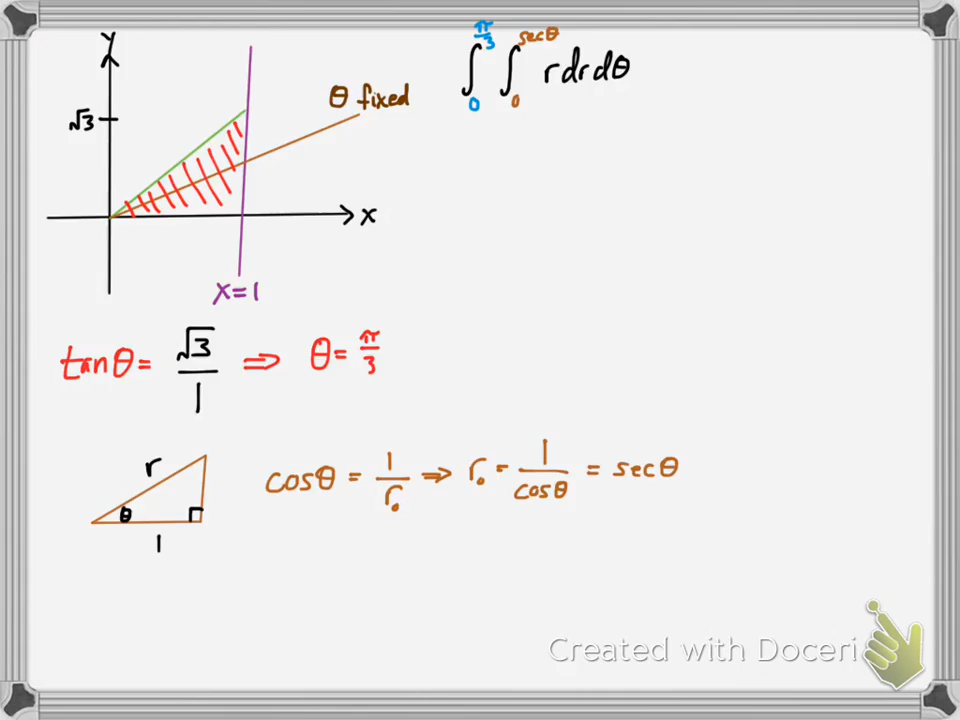 y
√3
θ fixed
x
x=1
∫₀^(π/3) ∫₀^(secθ) r dr dθ
tanθ = √3/1 ⇒ θ = π/3
r
θ
1
cosθ = 1/r₀ ⇒ r₀ = 1/cosθ = secθ
Created with Doceri